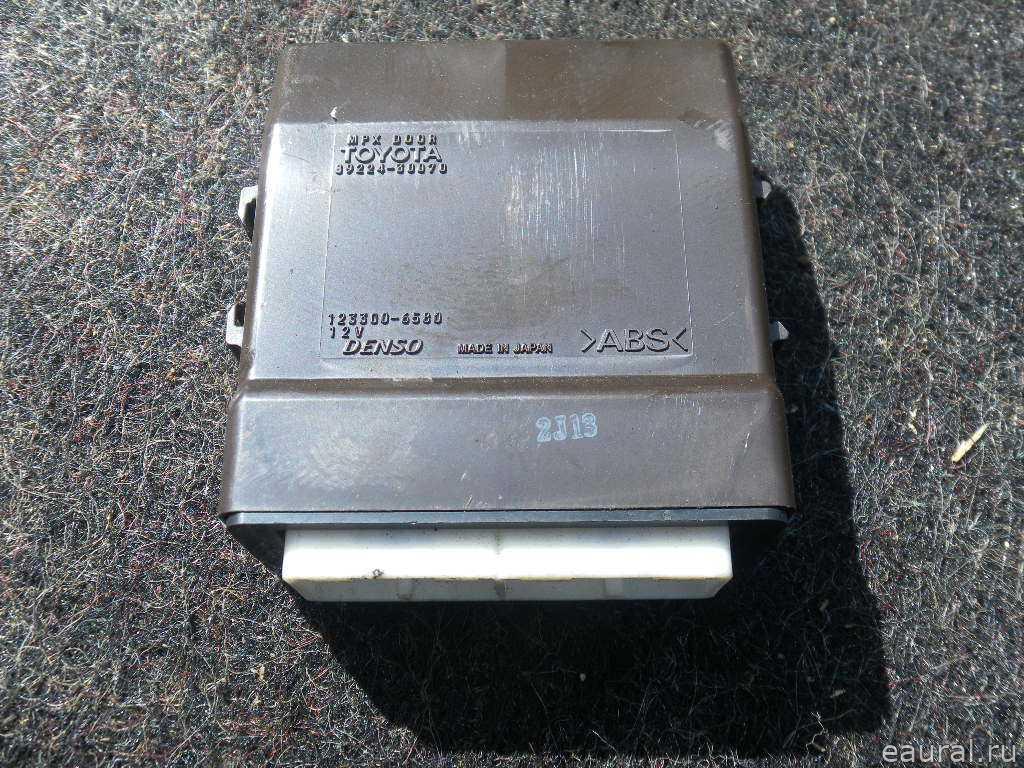 MPX DOOR
TOYOTA
89224-30070
123300-6580
12V
DENSO MADE IN JAPAN >ABS<
2J13
eaural.ru